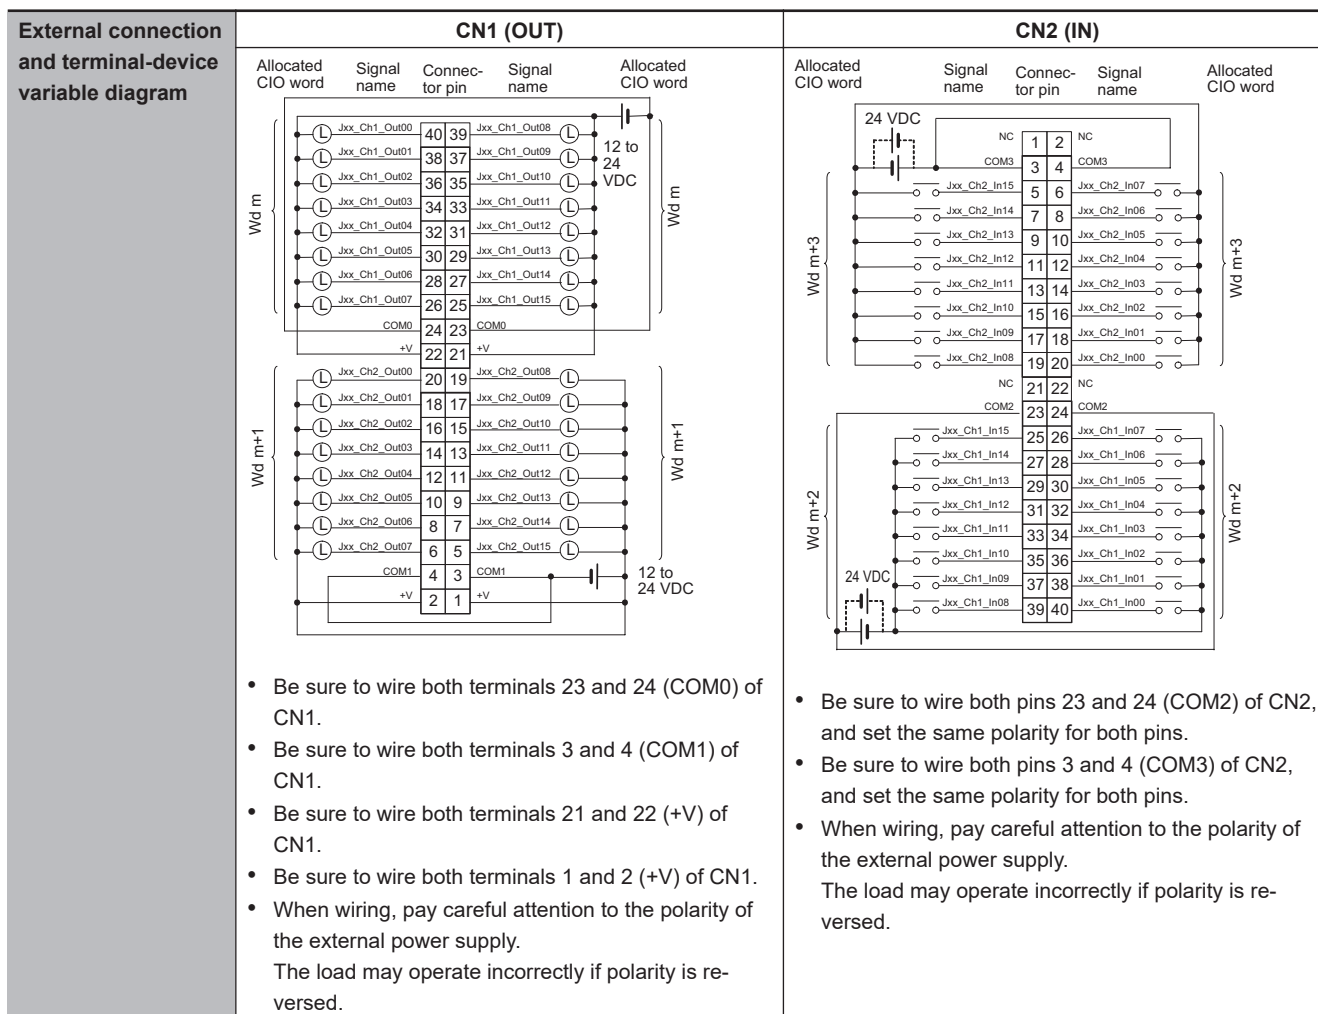 External connection
and terminal-device
variable diagram
CN1 (OUT)
Allocated
CIO word
Signal
name
Connec-
tor pin
Signal
name
Allocated
CIO word
12 to
24
VDC
Wd m
Wd m
L Jxx_Ch1_Out00 40 39 Jxx_Ch1_Out08 L
L Jxx_Ch1_Out01 38 37 Jxx_Ch1_Out09 L
L Jxx_Ch1_Out02 36 35 Jxx_Ch1_Out10 L
L Jxx_Ch1_Out03 34 33 Jxx_Ch1_Out11 L
L Jxx_Ch1_Out04 32 31 Jxx_Ch1_Out12 L
L Jxx_Ch1_Out05 30 29 Jxx_Ch1_Out13 L
L Jxx_Ch1_Out06 28 27 Jxx_Ch1_Out14 L
L Jxx_Ch1_Out07 26 25 Jxx_Ch1_Out15 L
COM0 24 23 COM0
+V 22 21 +V
Wd m+1
Wd m+1
L Jxx_Ch2_Out00 20 19 Jxx_Ch2_Out08 L
L Jxx_Ch2_Out01 18 17 Jxx_Ch2_Out09 L
L Jxx_Ch2_Out02 16 15 Jxx_Ch2_Out10 L
L Jxx_Ch2_Out03 14 13 Jxx_Ch2_Out11 L
L Jxx_Ch2_Out04 12 11 Jxx_Ch2_Out12 L
L Jxx_Ch2_Out05 10 9 Jxx_Ch2_Out13 L
L Jxx_Ch2_Out06 8 7 Jxx_Ch2_Out14 L
L Jxx_Ch2_Out07 6 5 Jxx_Ch2_Out15 L
COM1 4 3 COM1
+V 2 1 +V
12 to
24 VDC
• Be sure to wire both terminals 23 and 24 (COM0) of
CN1.
• Be sure to wire both terminals 3 and 4 (COM1) of
CN1.
• Be sure to wire both terminals 21 and 22 (+V) of
CN1.
• Be sure to wire both terminals 1 and 2 (+V) of CN1.
• When wiring, pay careful attention to the polarity of
the external power supply.
The load may operate incorrectly if polarity is re-
versed.
CN2 (IN)
Allocated
CIO word
Signal
name
Connec-
tor pin
Signal
name
Allocated
CIO word
24 VDC
NC 1 2 NC
COM3 3 4 COM3
Wd m+3
Wd m+3
Jxx_Ch2_In15 5 6 Jxx_Ch2_In07
Jxx_Ch2_In14 7 8 Jxx_Ch2_In06
Jxx_Ch2_In13 9 10 Jxx_Ch2_In05
Jxx_Ch2_In12 11 12 Jxx_Ch2_In04
Jxx_Ch2_In11 13 14 Jxx_Ch2_In03
Jxx_Ch2_In10 15 16 Jxx_Ch2_In02
Jxx_Ch2_In09 17 18 Jxx_Ch2_In01
Jxx_Ch2_In08 19 20 Jxx_Ch2_In00
NC 21 22 NC
COM2 23 24 COM2
Wd m+2
Wd m+2
Jxx_Ch1_In15 25 26 Jxx_Ch1_In07
Jxx_Ch1_In14 27 28 Jxx_Ch1_In06
Jxx_Ch1_In13 29 30 Jxx_Ch1_In05
Jxx_Ch1_In12 31 32 Jxx_Ch1_In04
Jxx_Ch1_In11 33 34 Jxx_Ch1_In03
Jxx_Ch1_In10 35 36 Jxx_Ch1_In02
24 VDC
Jxx_Ch1_In09 37 38 Jxx_Ch1_In01
Jxx_Ch1_In08 39 40 Jxx_Ch1_In00
• Be sure to wire both pins 23 and 24 (COM2) of CN2,
and set the same polarity for both pins.
• Be sure to wire both pins 3 and 4 (COM3) of CN2,
and set the same polarity for both pins.
• When wiring, pay careful attention to the polarity of
the external power supply.
The load may operate incorrectly if polarity is re-
versed.